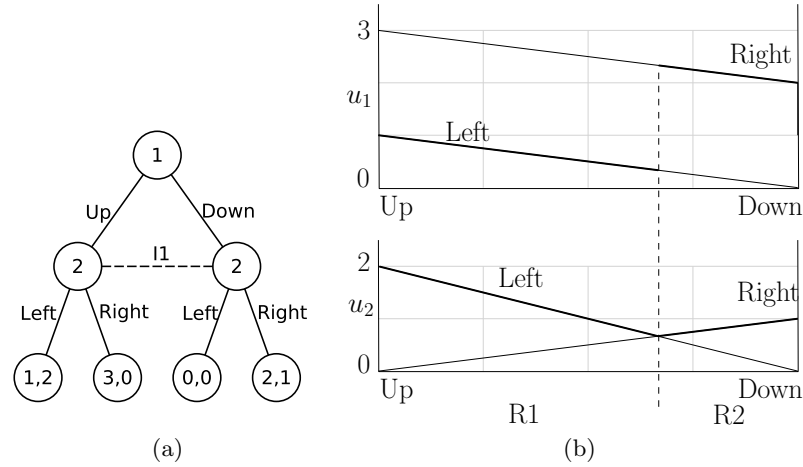 1
Up
Down
2
I1
2
Left
Right
Left
Right
1,2
3,0
0,0
2,1
(a)
3
Right
u1
Left
0
Up
Down
2
Left
u2
Right
1
0
Up
Down
R1
R2
(b)